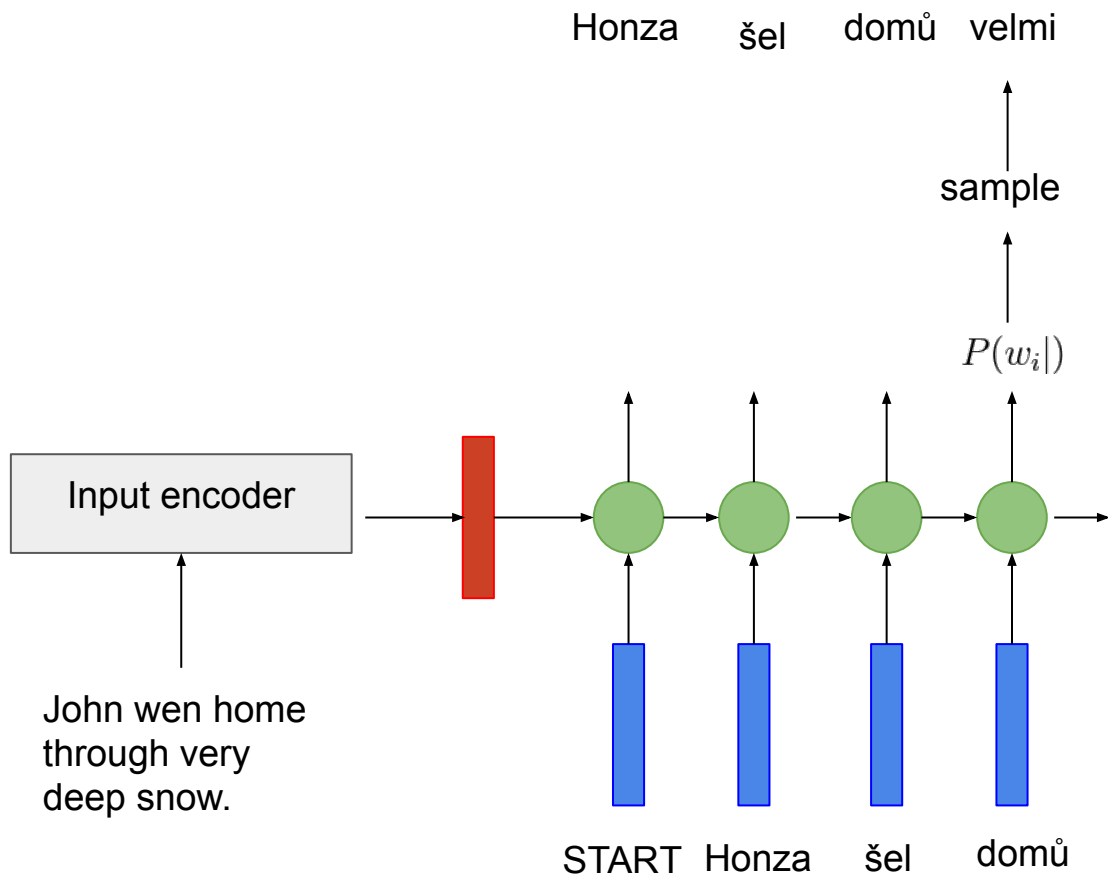 Honza šel domů velmi
sample
P(w_i|)
Input encoder
John wen home
through very
deep snow.
START Honza šel domů